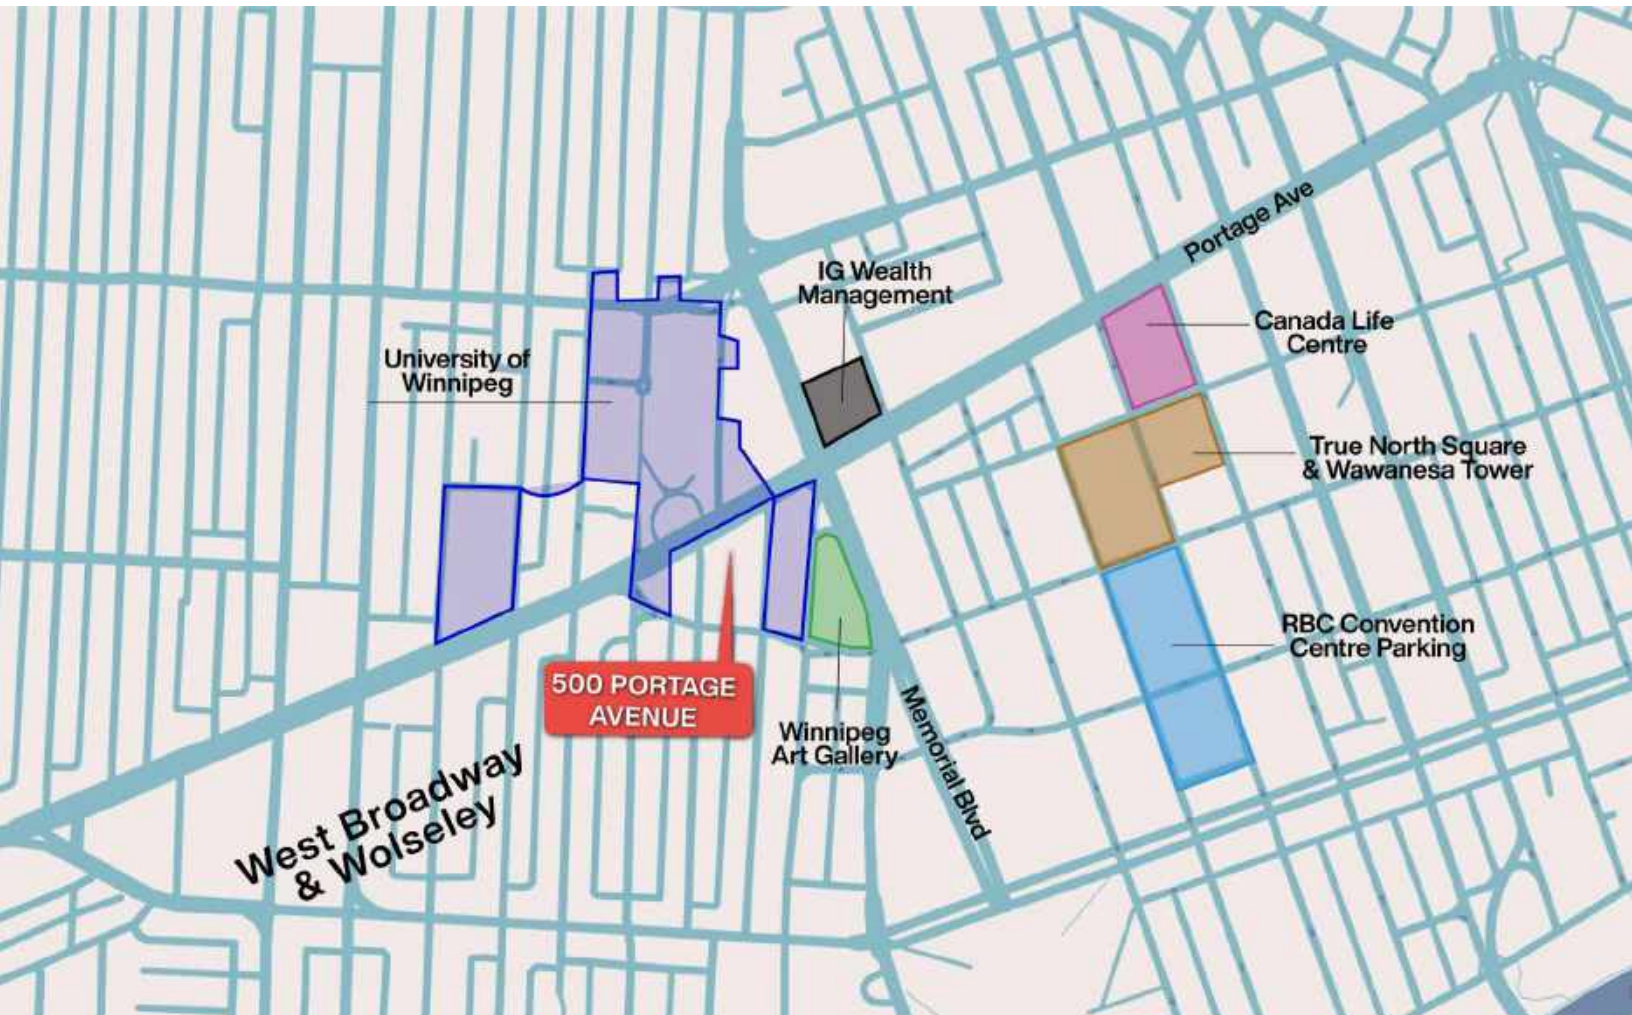 Portage Ave
IG Wealth
Management
Canada Life
Centre
University of
Winnipeg
True North Square
& Wawanesa Tower
RBC Convention
Centre Parking
500 PORTAGE
AVENUE
Winnipeg
Art Gallery
Memorial Blvd
West Broadway
& Wolseley